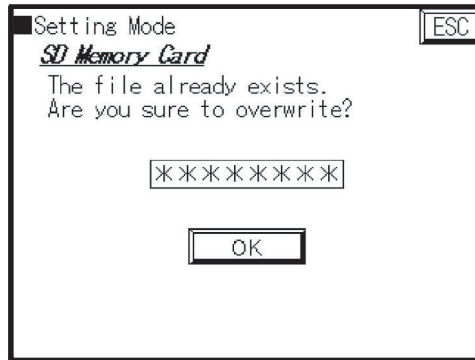 ■Setting Mode
ESC
SD Memory Card
The file already exists.
Are you sure to overwrite?
********
OK